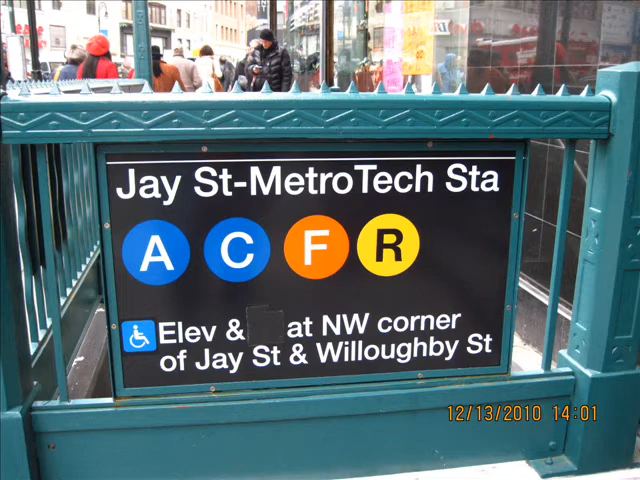 Jay St-MetroTech Sta
A C F R
Elev & at NW corner
of Jay St & Willoughby St
12/13/2010 14:01